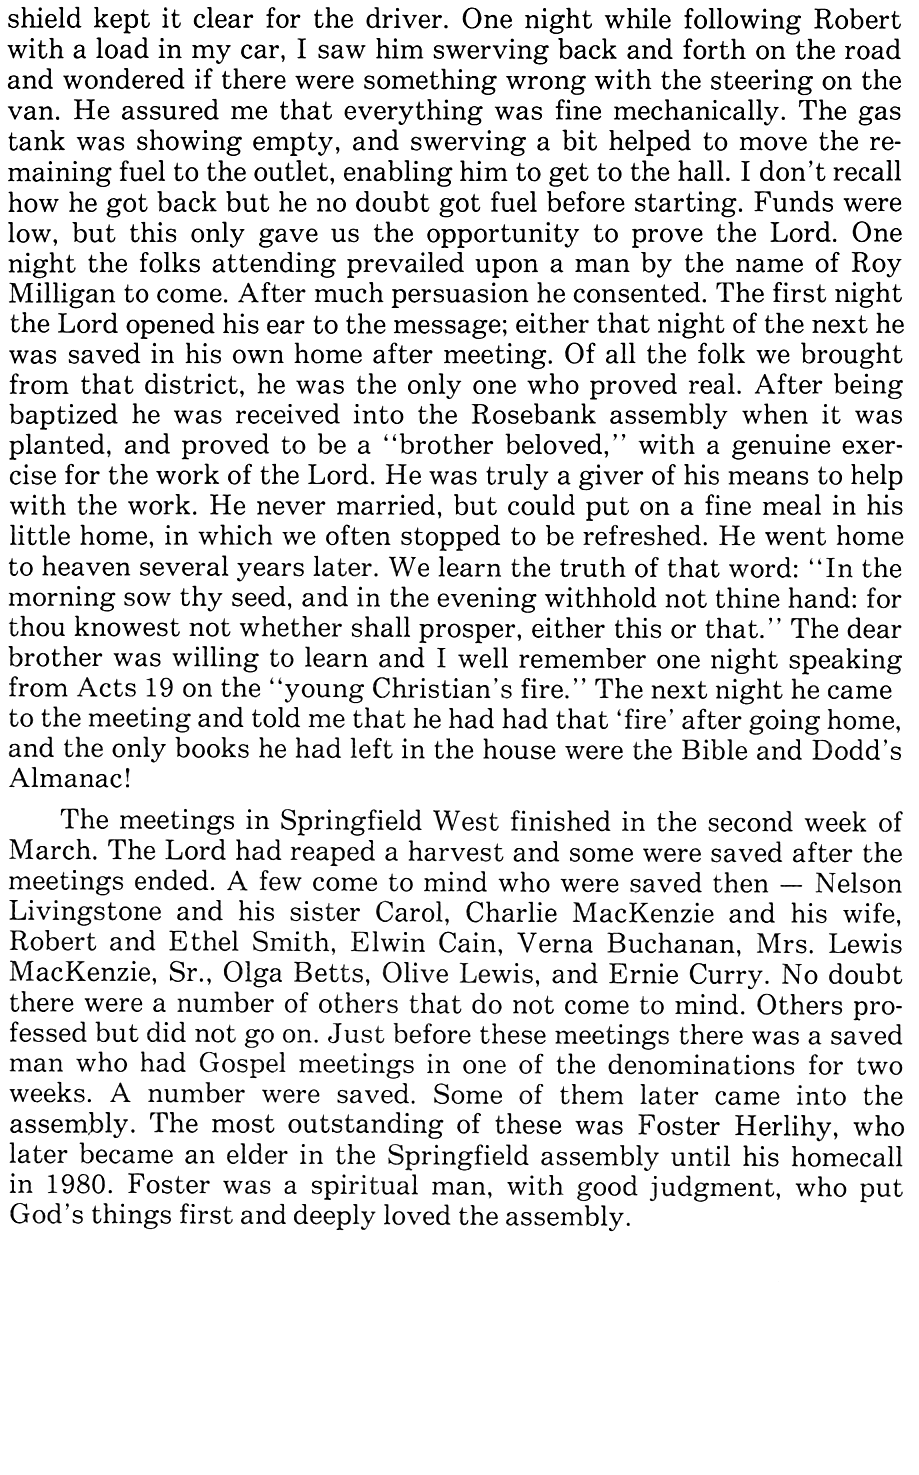 shield kept it clear for the driver. One night while following Robert
with a load in my car, I saw him swerving back and forth on the road
and wondered if there were something wrong with the steering on the
van. He assured me that everything was fine mechanically. The gas
tank was showing empty, and swerving a bit helped to move the re-
maining fuel to the outlet, enabling him to get to the hall. I don't recall
how he got back but he no doubt got fuel before starting. Funds were
low, but this only gave us the opportunity to prove the Lord. One
night the folks attending prevailed upon a man by the name of Roy
Milligan to come. After much persuasion he consented. The first night
the Lord opened his ear to the message; either that night of the next he
was saved in his own home after meeting. Of all the folk we brought
from that district, he was the only one who proved real. After being
baptized he was received into the Rosebank assembly when it was
planted, and proved to be a ‘‘brother beloved,’’ with a genuine exer-
cise for the work of the Lord. He was truly a giver of his means to help
with the work. He never married, but could put on a fine meal in his
little home, in which we often stopped to be refreshed. He went home
to heaven several years later. We learn the truth of that word: ‘‘In the
morning sow thy seed, and in the evening withhold not thine hand: for
thou knowest not whether shall prosper, either this or that.’’ The dear
brother was willing to learn and I well remember one night speaking
from Acts 19 on the ‘‘young Christian's fire.’’ The next night he came
to the meeting and told me that he had had that ‘fire’ after going home,
and the only books he had left in the house were the Bible and Dodd's
Almanac!
The meetings in Springfield West finished in the second week of
March. The Lord had reaped a harvest and some were saved after the
meetings ended. A few come to mind who were saved then — Nelson
Livingstone and his sister Carol, Charlie MacKenzie and his wife,
Robert and Ethel Smith, Elwin Cain, Verna Buchanan, Mrs. Lewis
MacKenzie, Sr., Olga Betts, Olive Lewis, and Ernie Curry. No doubt
there were a number of others that do not come to mind. Others pro-
fessed but did not go on. Just before these meetings there was a saved
man who had Gospel meetings in one of the denominations for two
weeks. A number were saved. Some of them later came into the
assembly. The most outstanding of these was Foster Herlihy, who
later became an elder in the Springfield assembly until his homecall
in 1980. Foster was a spiritual man, with good judgment, who put
God's things first and deeply loved the assembly.